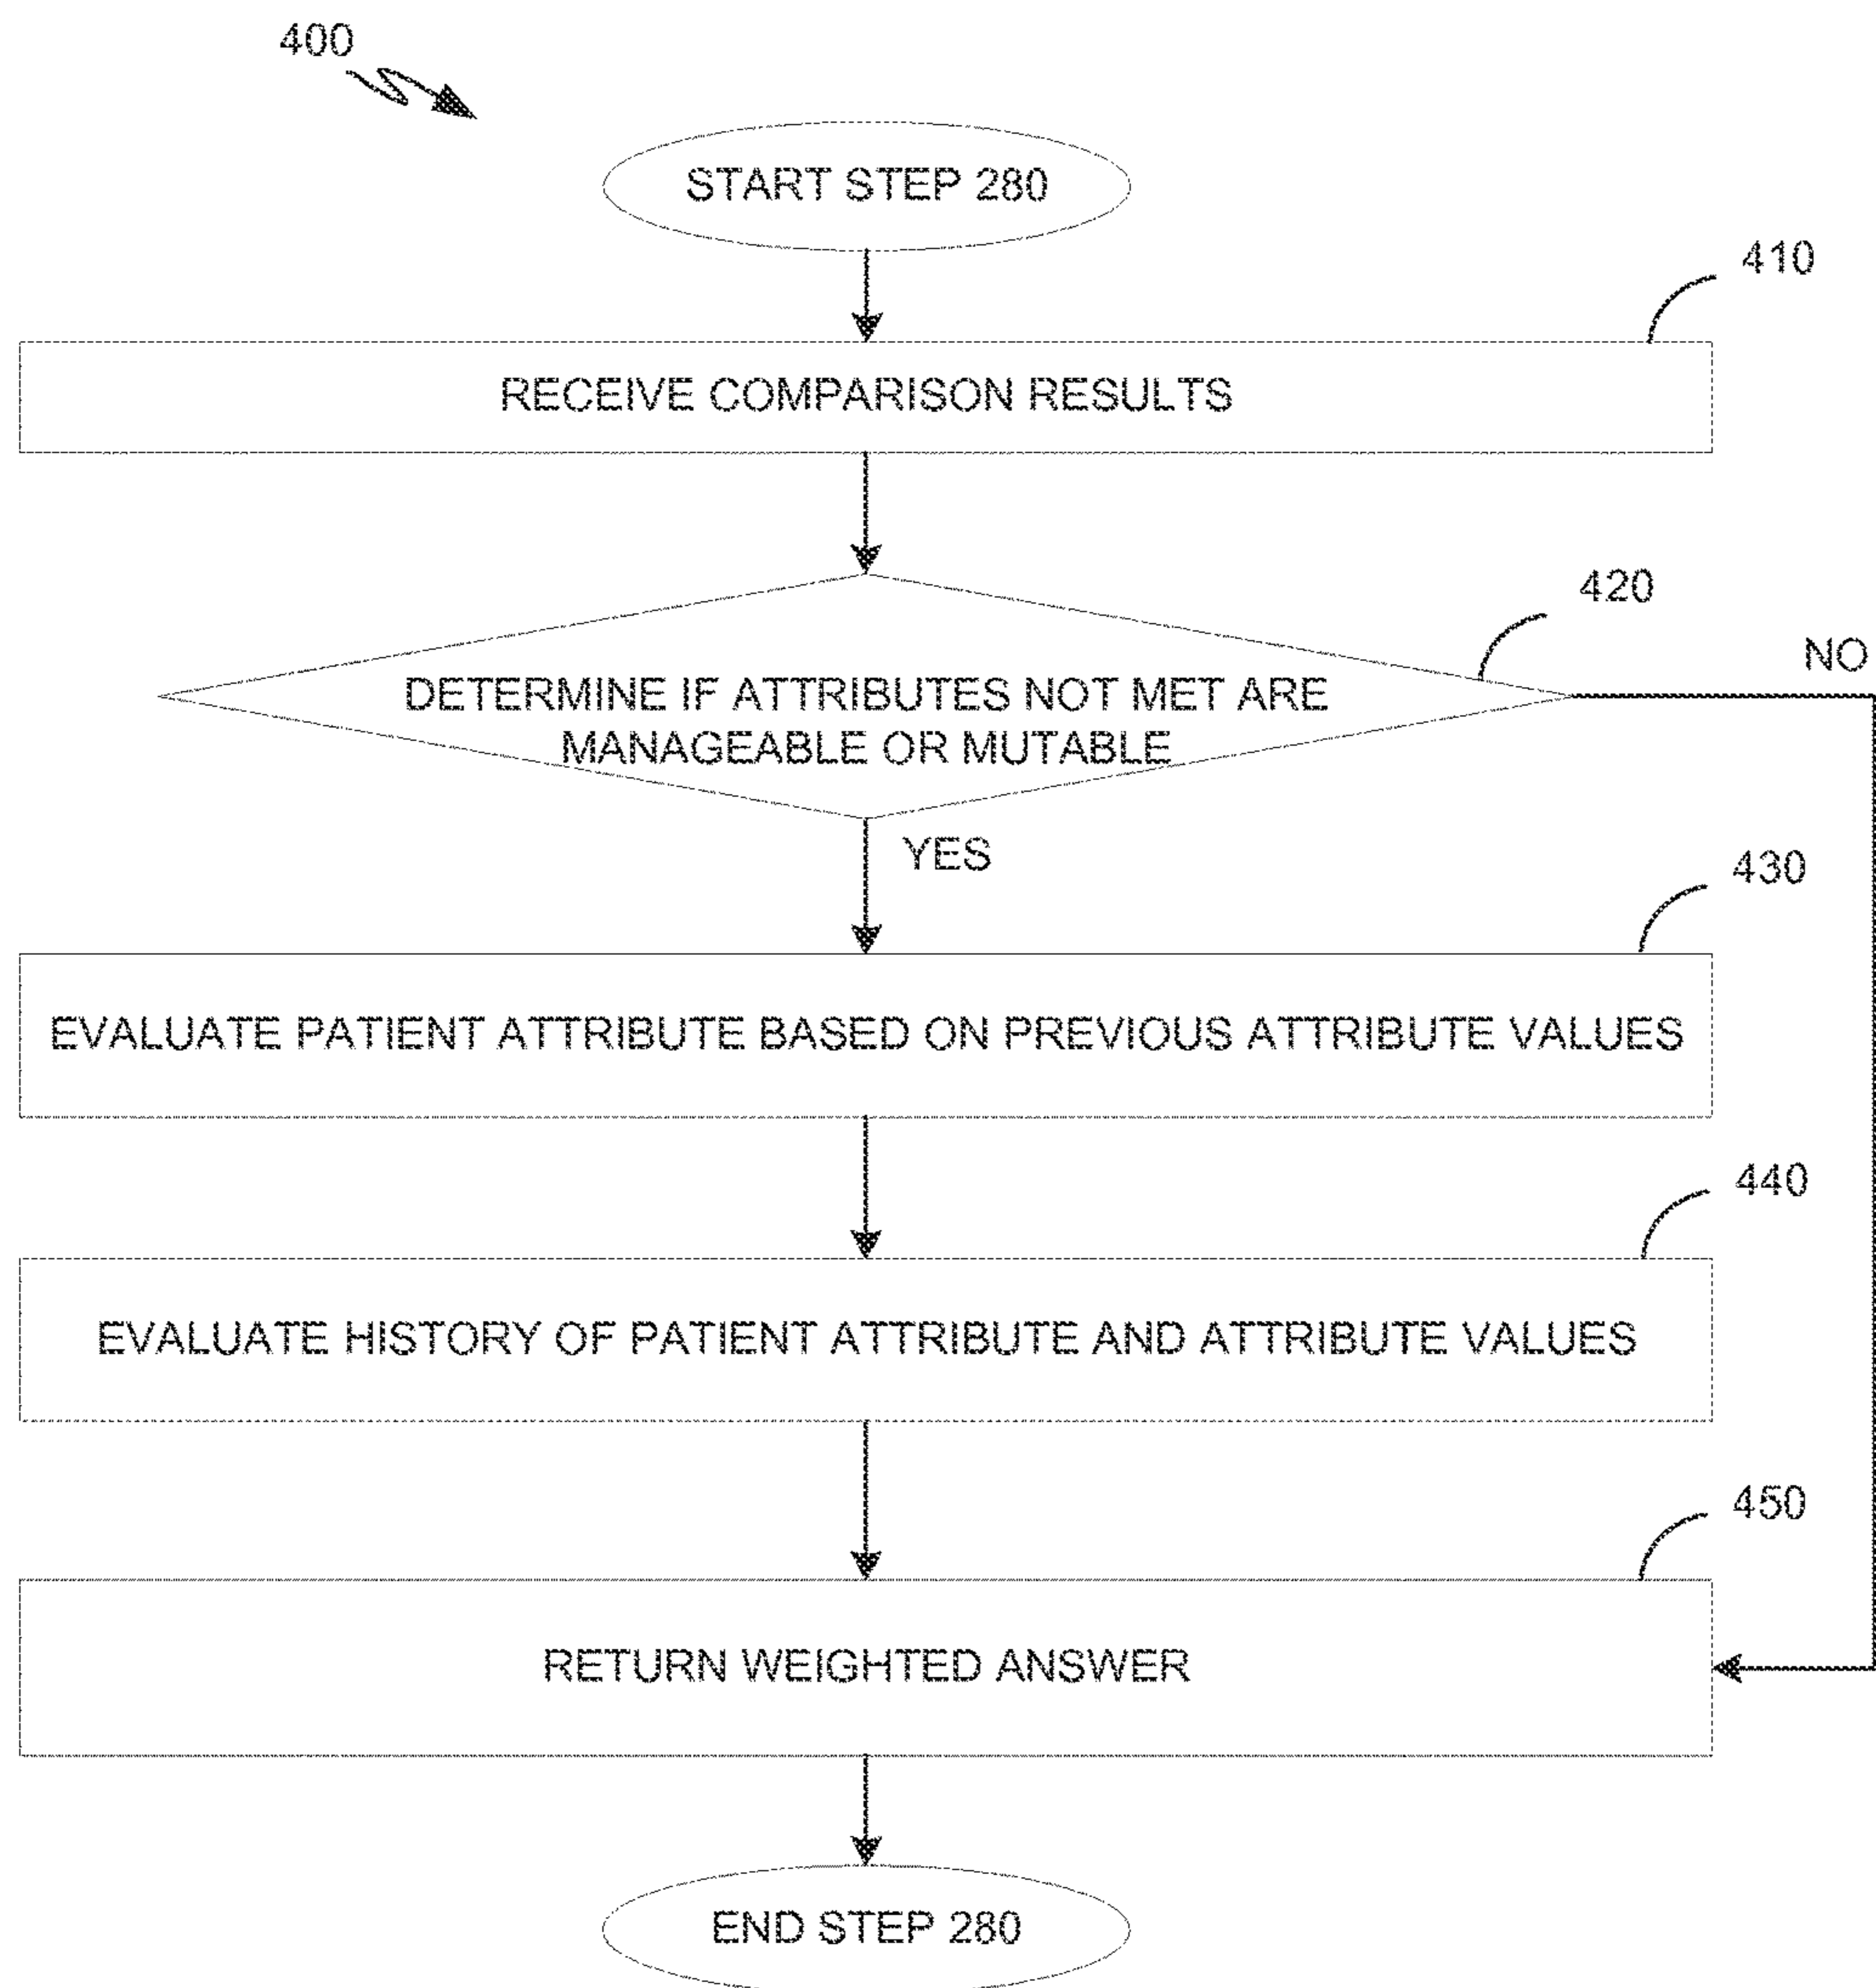 400
START STEP 280
410
RECEIVE COMPARISON RESULTS
420
NO
DETERMINE IF ATTRIBUTES NOT MET ARE
MANAGEABLE OR MUTABLE
YES
430
EVALUATE PATIENT ATTRIBUTE BASED ON PREVIOUS ATTRIBUTE VALUES
440
EVALUATE HISTORY OF PATIENT ATTRIBUTE AND ATTRIBUTE VALUES
450
RETURN WEIGHTED ANSWER
END STEP 280